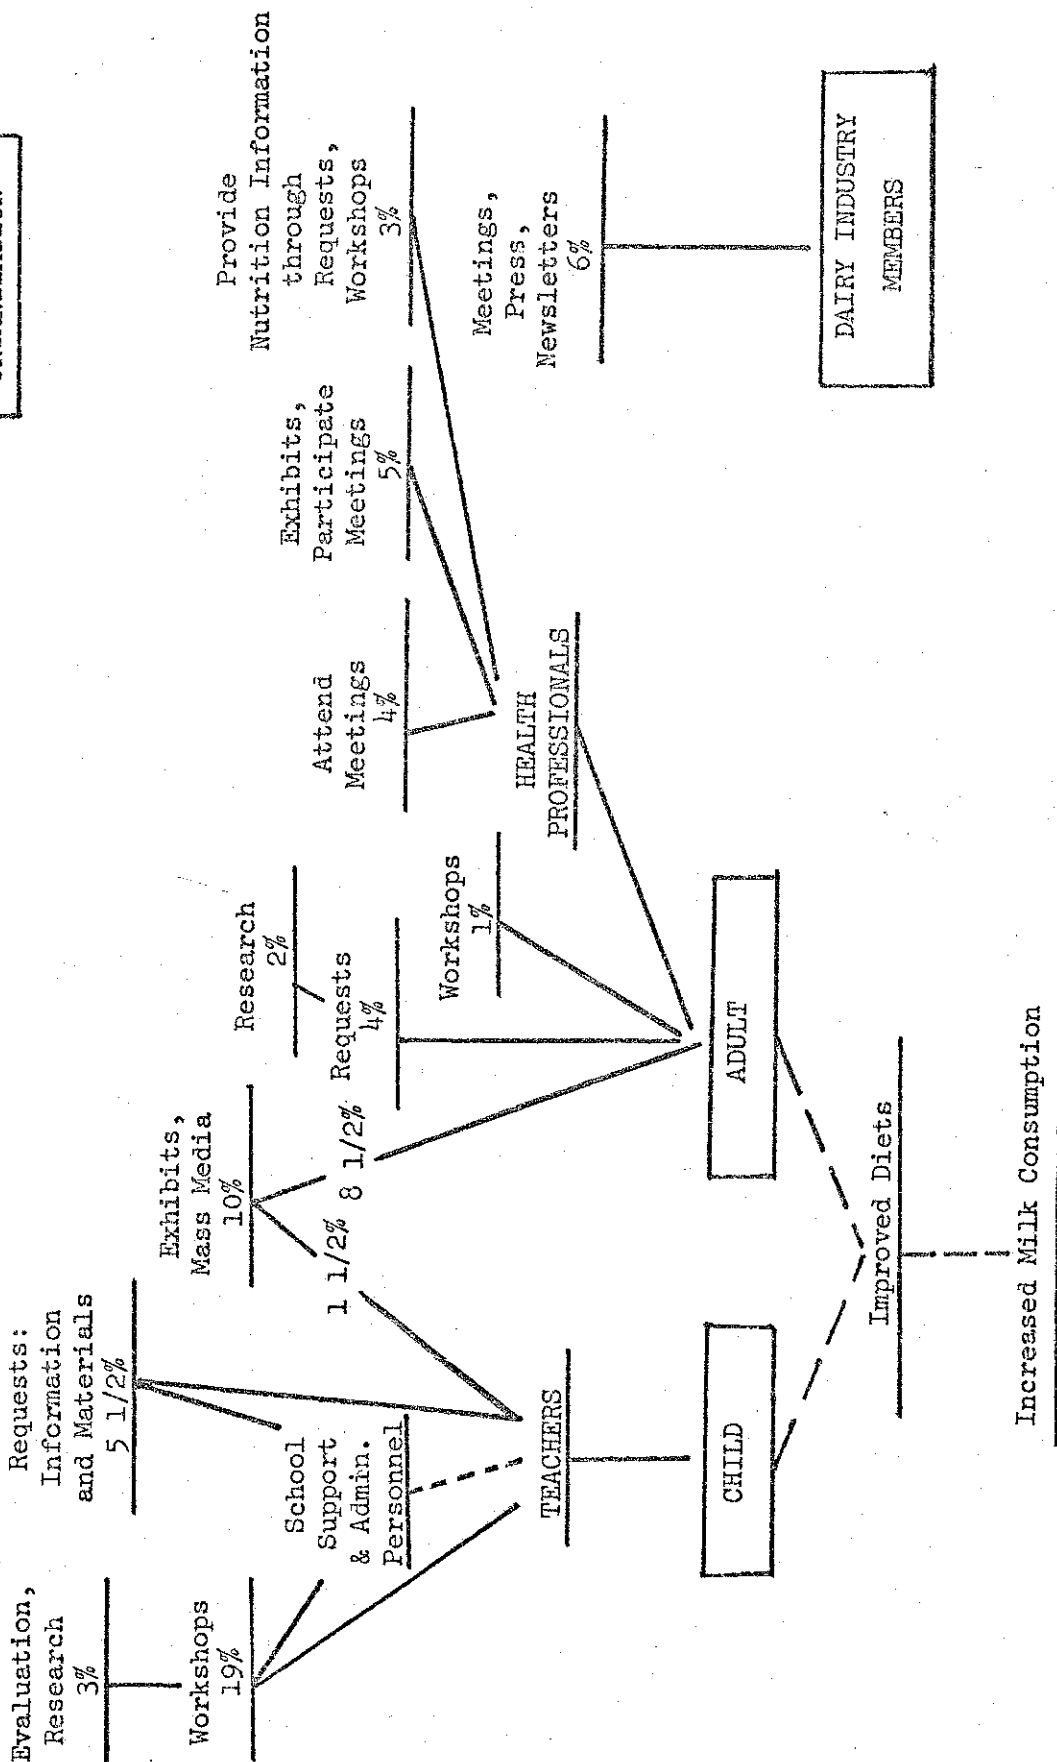 Evaluation,
Research
3%
Workshops
19%
Requests:
Information
and Materials
5 1/2%
School
Support
& Admin.
Personnel
Exhibits,
Mass Media
10%
1 1/2%
8 1/2%
Research
2%
Requests
4%
Workshops
1%
Attend
Meetings
4%
Exhibits,
Participate
Meetings
5%
Provide
Nutrition Information
through
Requests,
Workshops
3%
HEALTH
PROFESSIONALS
Meetings,
Press,
Newsletters
6%
TEACHERS
CHILD
ADULT
DAIRY INDUSTRY
MEMBERS
Improved Diets
Increased Milk Consumption